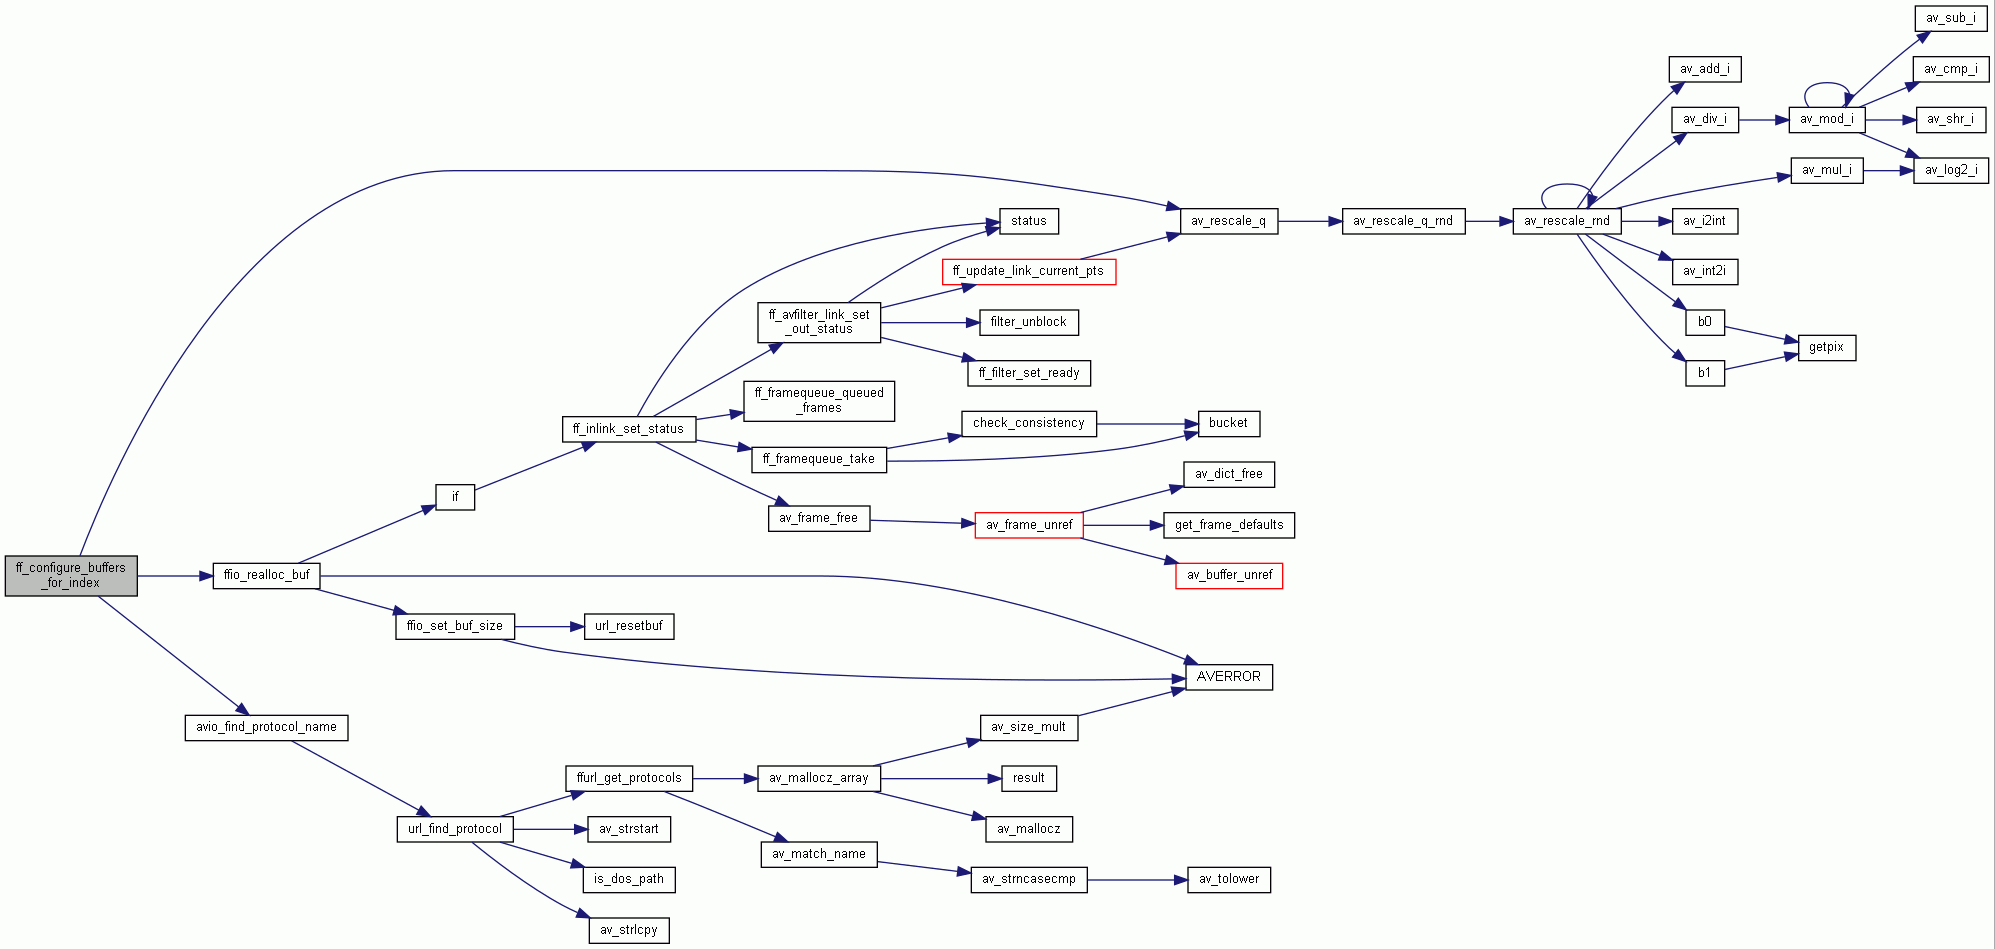 av_sub_i
av_add_i
av_cmp_i
av_div_i
av_mod_i
av_shr_i
av_mul_i
av_log2_i
status
av_rescale_q
av_rescale_q_rnd
av_rescale_rnd
av_i2int
ff_update_link_current_pts
av_int2i
ff_avfilter_link_set
_out_status
filter_unblock
b0
getpix
ff_filter_set_ready
b1
ff_framequeue_queued
_frames
ff_inlink_set_status
check_consistency
bucket
ff_framequeue_take
av_dict_free
if
av_frame_free
av_frame_unref
get_frame_defaults
ff_configure_buffers
_for_index
ffio_realloc_buf
av_buffer_unref
ffio_set_buf_size
url_resetbuf
AVERROR
avio_find_protocol_name
av_size_mult
ffurl_get_protocols
av_mallocz_array
result
url_find_protocol
av_strstart
av_mallocz
av_match_name
is_dos_path
av_strncasecmp
av_tolower
av_strlcpy